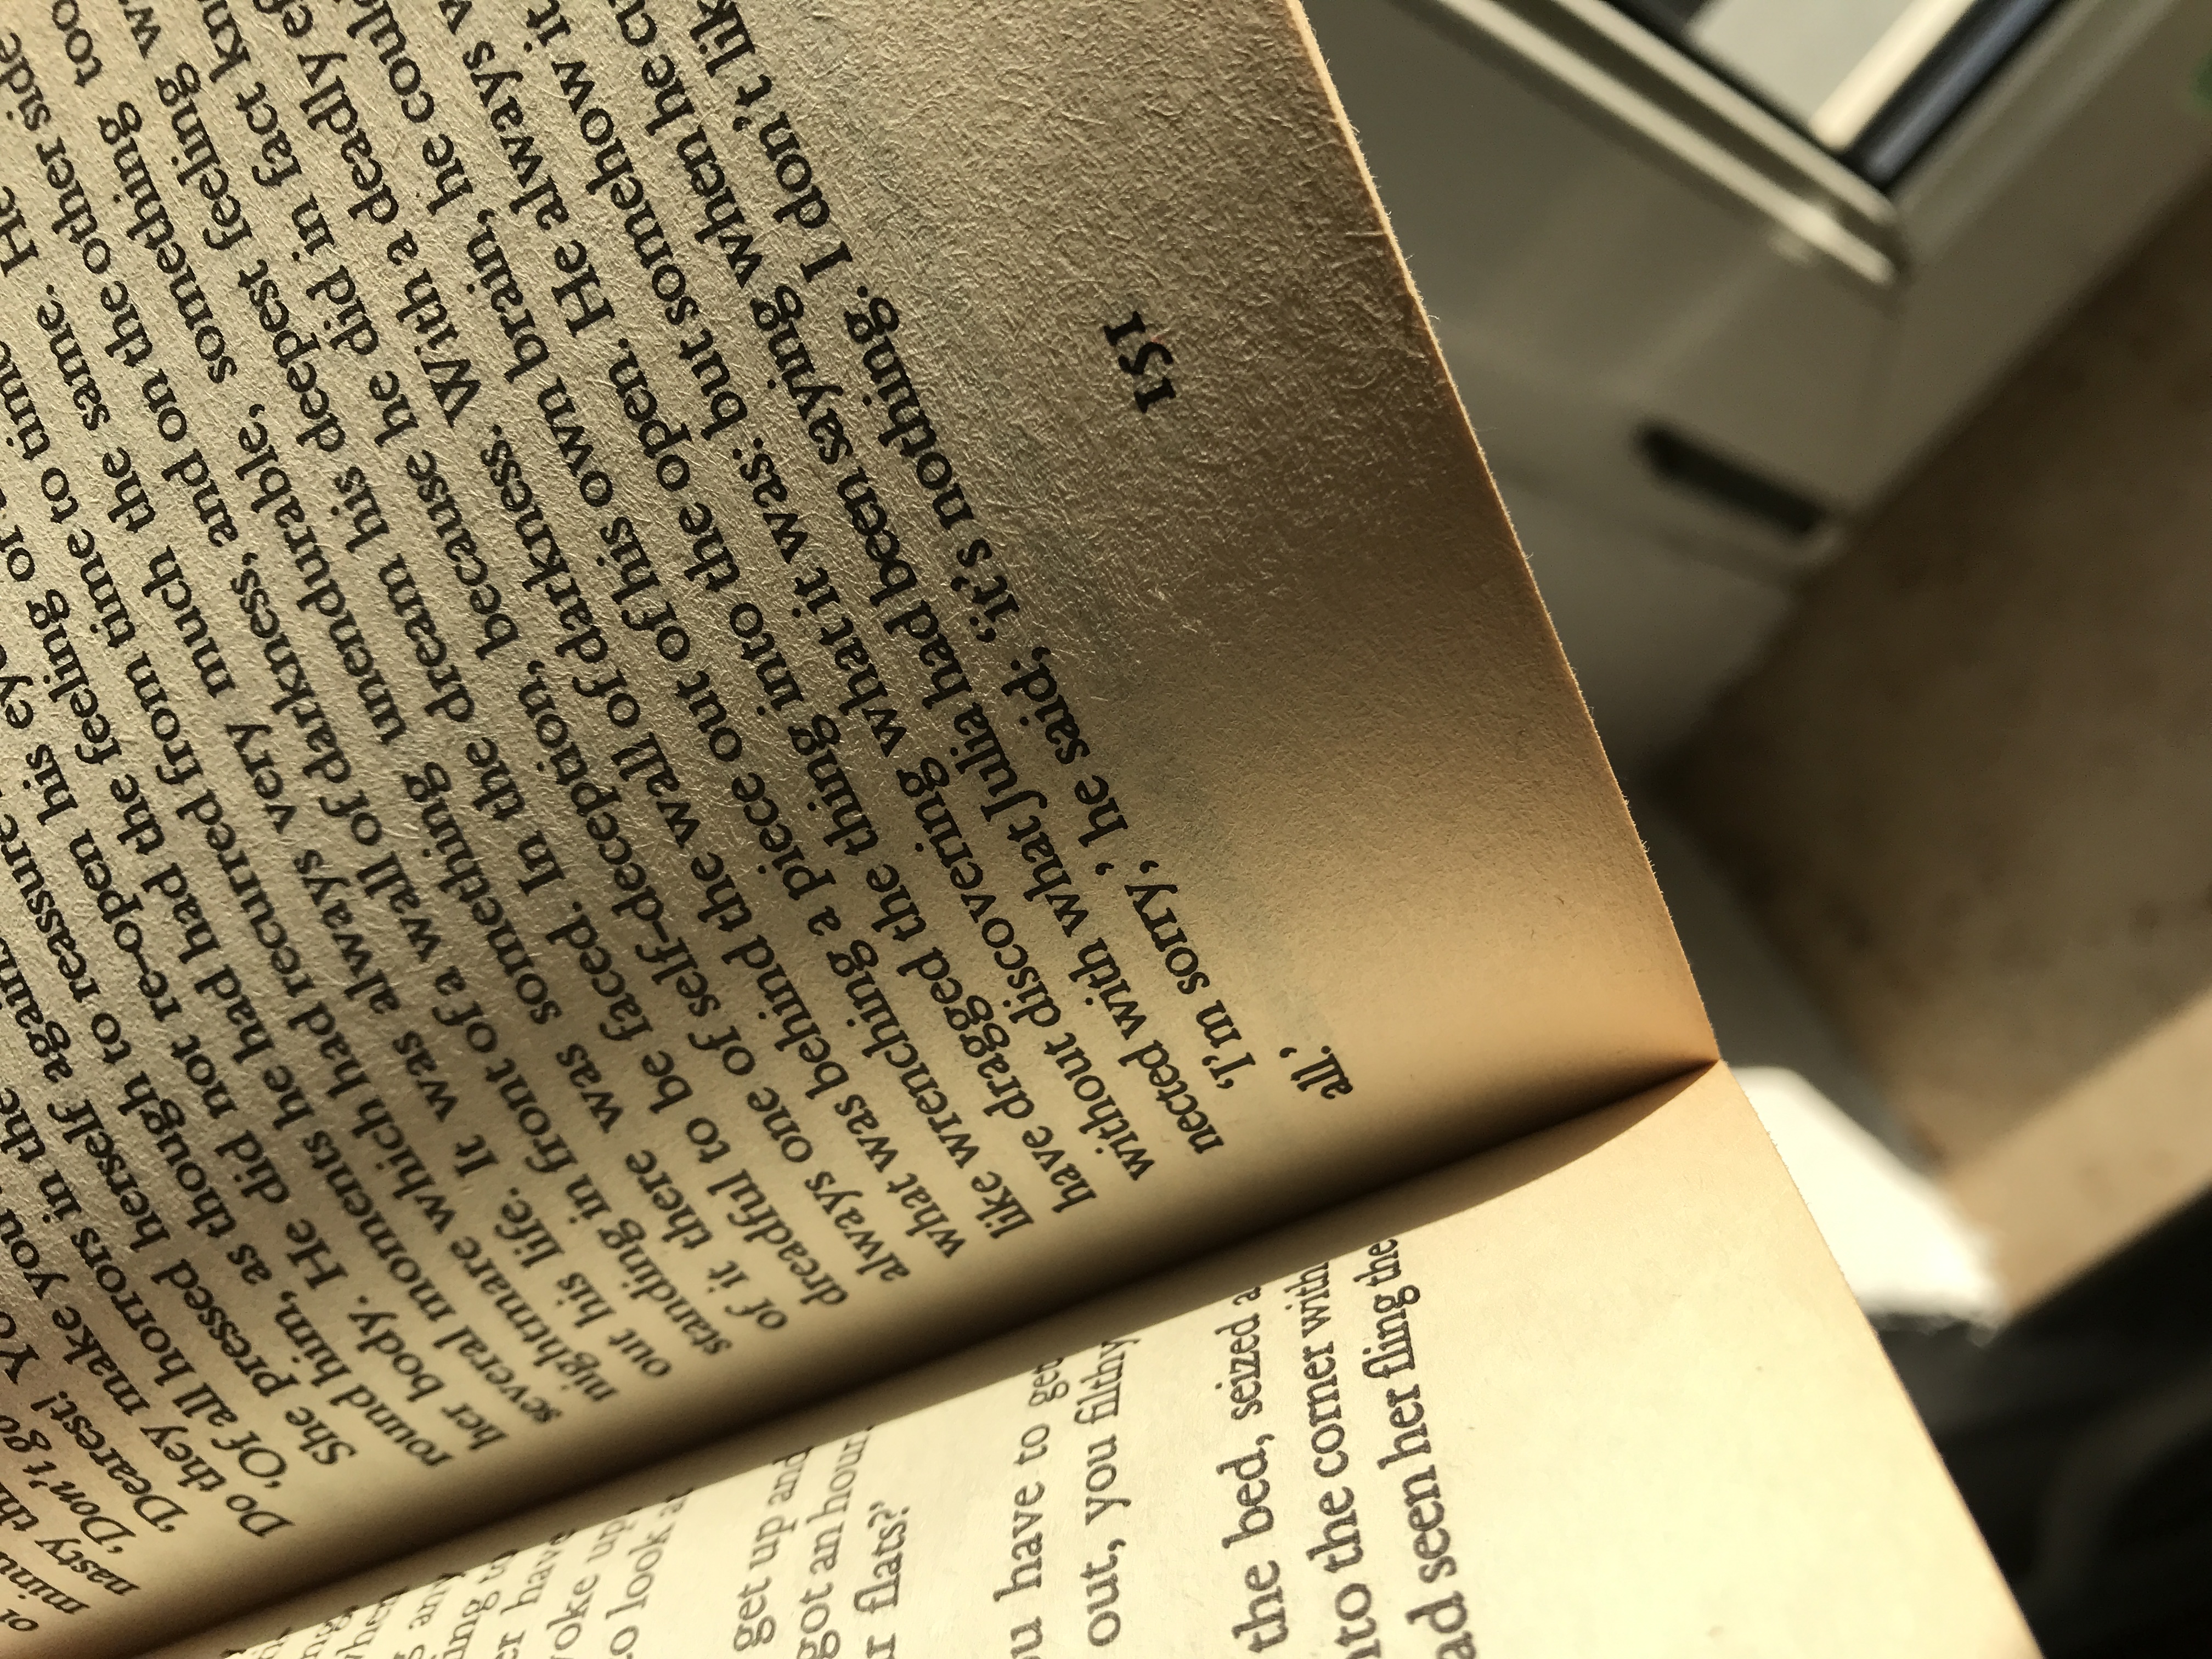 get up and
got an hour
flats?'
have to get
out, you filthy
the bed, seized a
the corner with
seen her fling the
nasty
'Don't go
'Dearest!
Do they make you
'Of all horrors in the
She pressed herself
round him, as though to reassure
her body. He did not re-open his
several moments he had had the feeling of
nightmare which had recurred from time to time
out his life. It was always very much the same. He
standing in front of a wall of darkness, and on the other side
of it there was something unendurable, something too
dreadful to be faced. In the dream his deepest feeling
always one of self-deception, because he did in fact
what was behind the wall of darkness. With a deadly
like wrenching a piece out of his own brain, he could
have dragged the thing into the open. He always
without discovering what it was: but somehow it
nected with what Julia had been saying when he
'I'm sorry,' he said; 'it's nothing. I don't
all.'
151